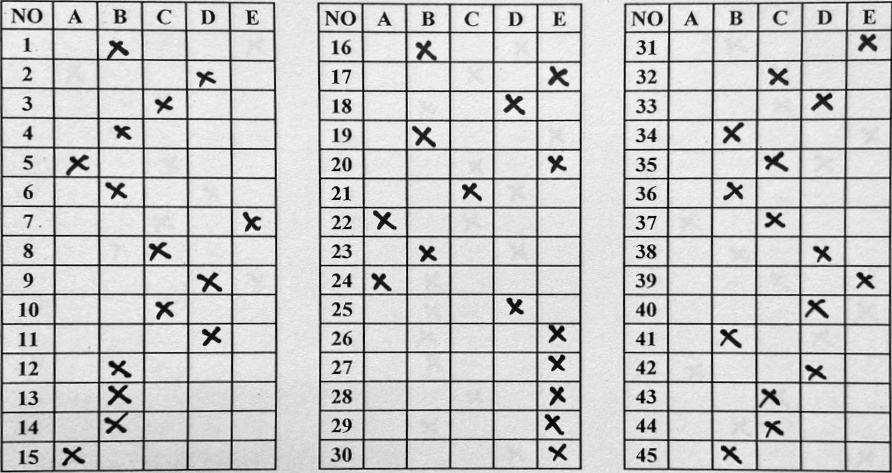 NO A B C D E NO A B C D E NO A B C D E
1 X 16 X 31 X
2 X 17 X 32 X
3 X 18 X 33 X
4 X 19 X 34 X
5 X 20 X 35 X
6 X 21 X 36 X
7 X 22 X 37 X
8 X 23 X 38 X
9 X 24 X 39 X
10 X 25 X 40 X
11 X 26 X 41 X
12 X 27 X 42 X
13 X 28 X 43 X
14 X 29 X 44 X
15 X 30 X 45 X